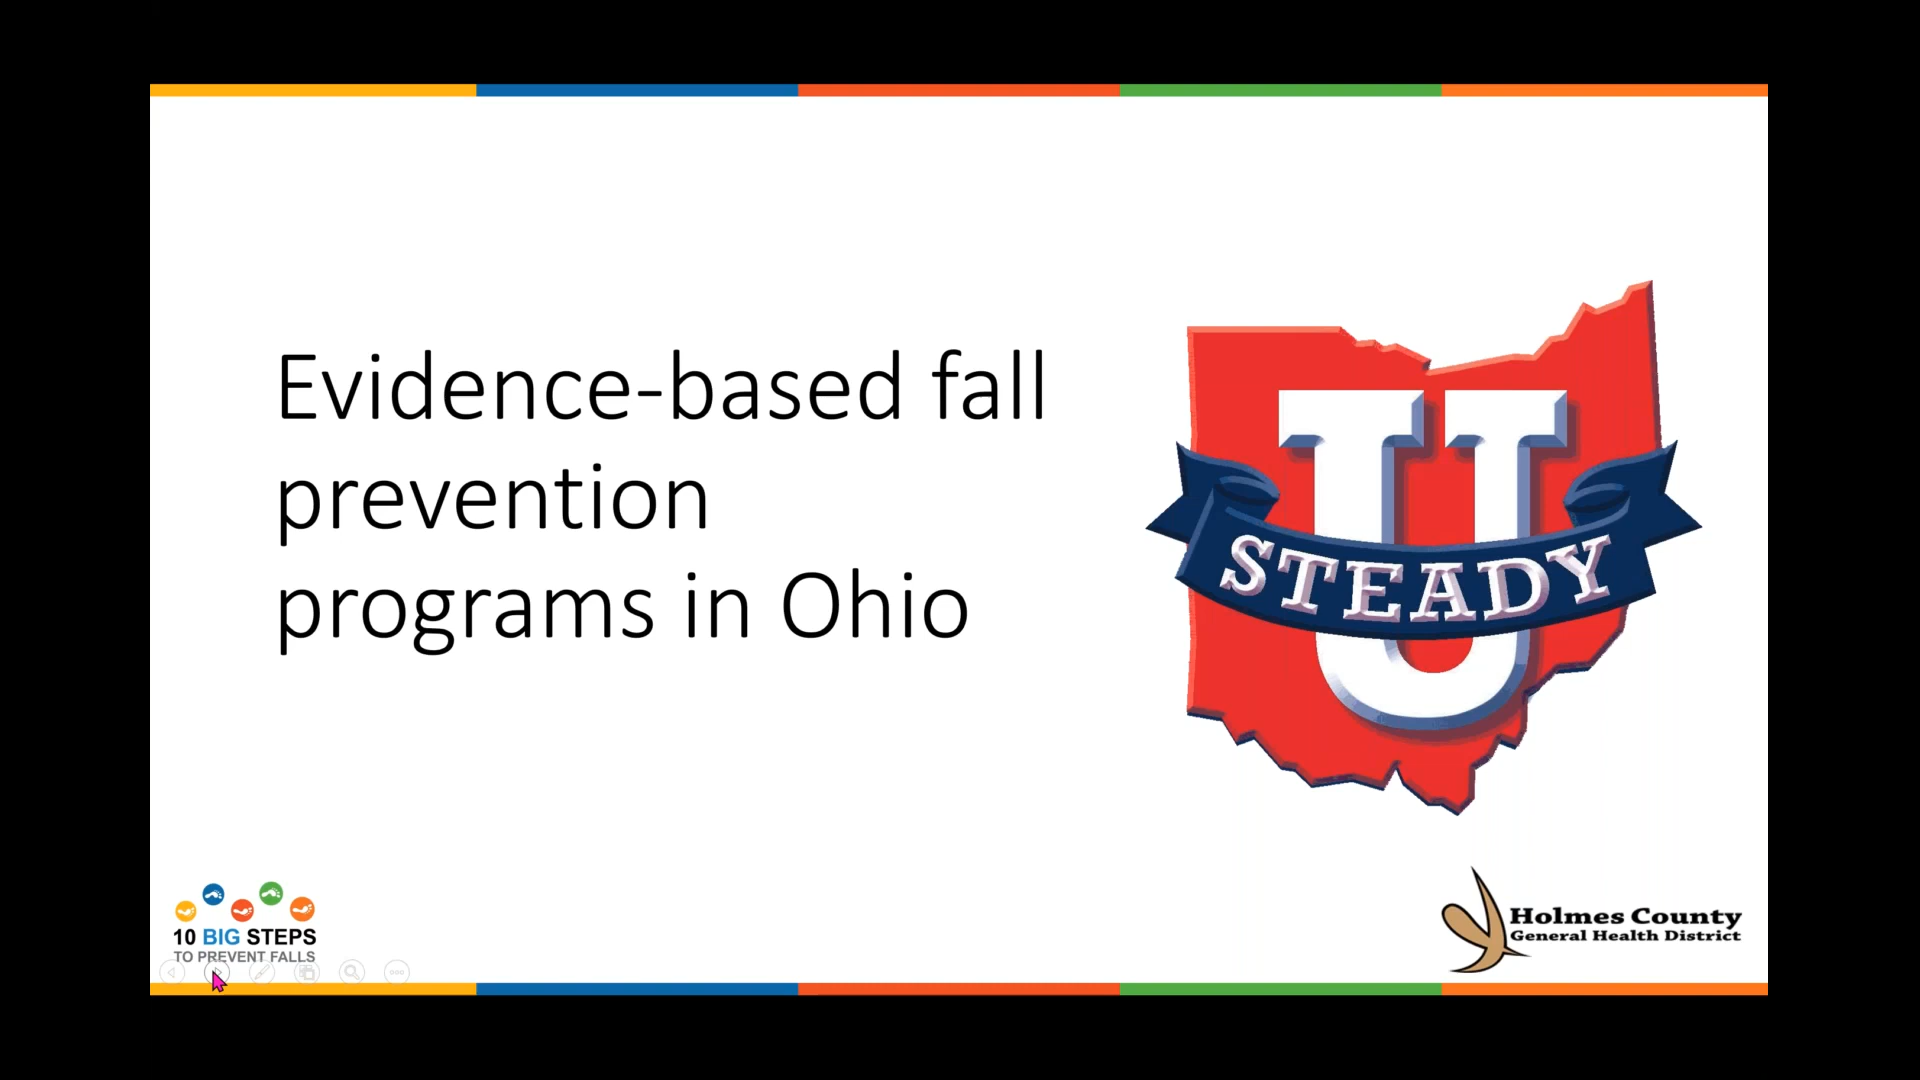 Evidence-based fall
prevention
programs in Ohio
U
STEADY
10 BIG STEPS
TO PREVENT FALLS
Holmes County
General Health District